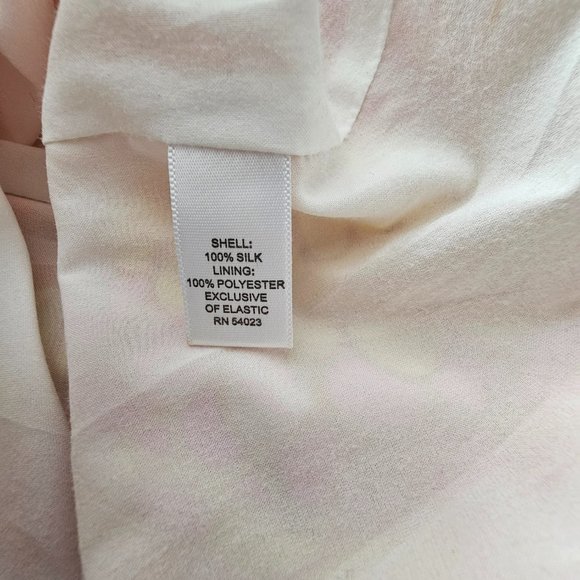 SHELL:
100% SILK
LINING:
100% POLYESTER
EXCLUSIVE
OF ELASTIC
RN 54023